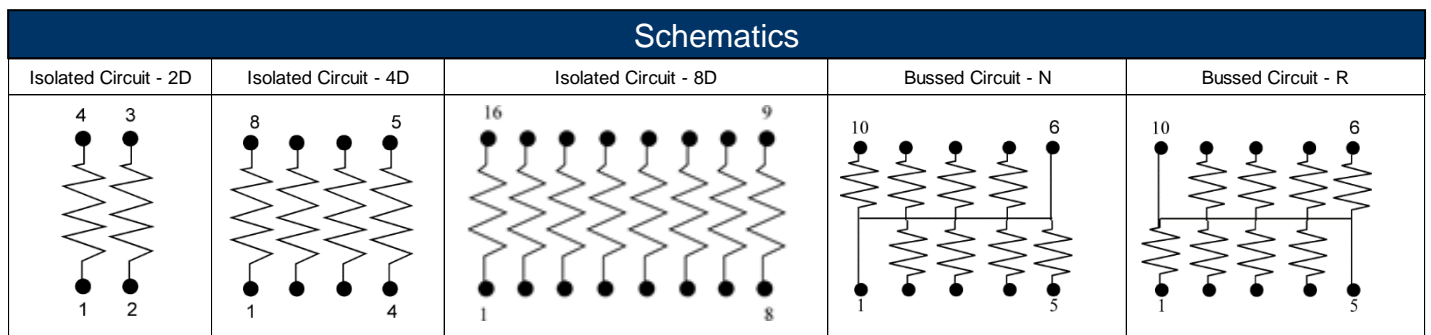 Schematics
Isolated Circuit - 2D Isolated Circuit - 4D Isolated Circuit - 8D Bussed Circuit - N Bussed Circuit - R
4 3 8 5 16 9 10 6 10 6
1 2 1 4 1 8 1 5 1 5